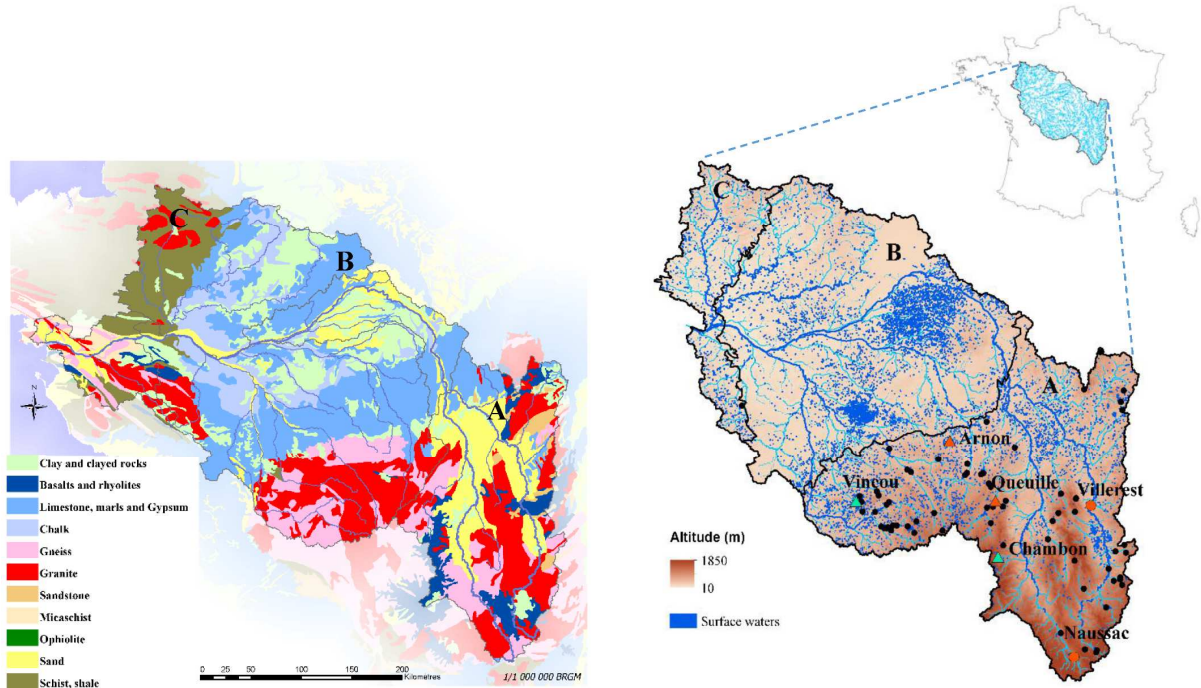 C
B
A
N
Clay and clayed rocks
Basalts and rhyolites
Limestone, marls and Gypsum
Chalk
Gneiss
Granite
Sandstone
Micaschist
Ophiolite
Sand
Schist, shale
0 25 50 100 150 200
Kilomètres
1/1 000 000 BRGM
C
B
A
Arnon
Vincou
Queuille
Villerest
Chambon
Naussac
Altitude (m)
1850
10
Surface waters